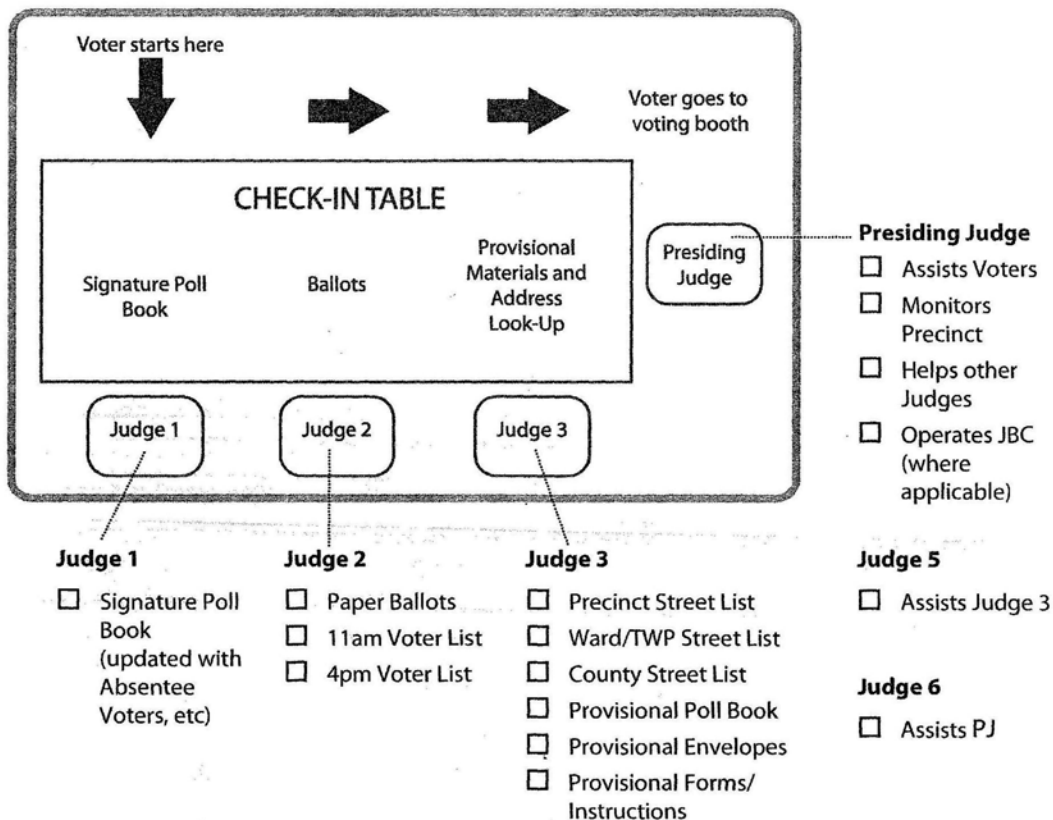 Voter starts here
Voter goes to
voting booth
CHECK-IN TABLE
Signature Poll
Book
Ballots
Provisional
Materials and
Address
Look-Up
Presiding
Judge
Judge 1
Judge 2
Judge 3
Presiding Judge
Assists Voters
Monitors
Precinct
Helps other
Judges
Operates JBC
(where
applicable)
Judge 1
Signature Poll
Book
(updated with
Absentee
Voters, etc)
Judge 2
Paper Ballots
11am Voter List
4pm Voter List
Judge 3
Precinct Street List
Ward/TWP Street List
County Street List
Provisional Poll Book
Provisional Envelopes
Provisional Forms/
Instructions
Judge 5
Assists Judge 3
Judge 6
Assists PJ